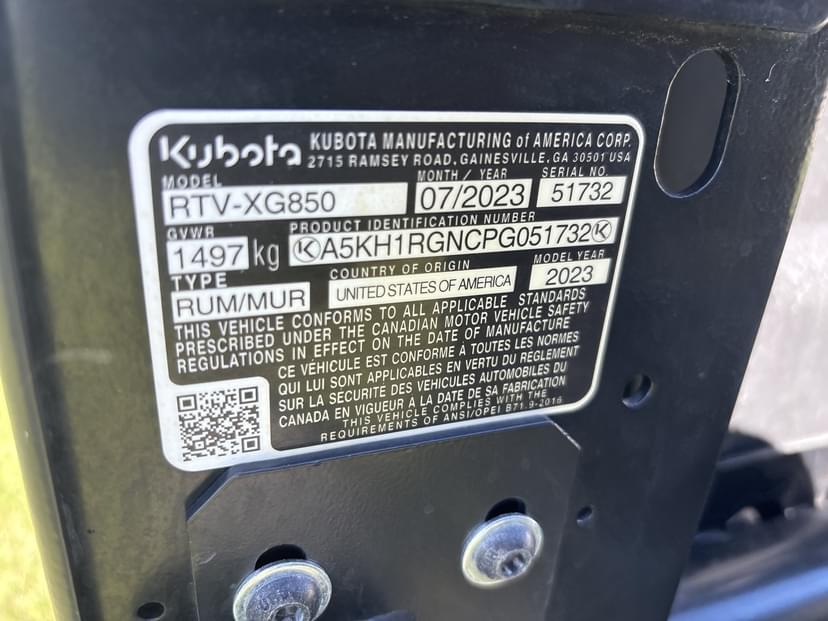 Kubota KUBOTA MANUFACTURING of AMERICA CORP.
2715 RAMSEY ROAD, GAINESVILLE, GA 30501 USA
MODEL MONTH / YEAR SERIAL NO.
RTV-XG850 07/2023 51732
GVWR PRODUCT IDENTIFICATION NUMBER
1497 kg A5KH1RGNCPG051732
TYPE COUNTRY OF ORIGIN MODEL YEAR
RUM/MUR UNITED STATES OF AMERICA 2023
THIS VEHICLE CONFORMS TO ALL APPLICABLE STANDARDS
PRESCRIBED UNDER THE CANADIAN MOTOR VEHICLE SAFETY
REGULATIONS IN EFFECT ON THE DATE OF MANUFACTURE
CE VÉHICULE EST CONFORME À TOUTES LES NORMES
QUI LUI SONT APPLICABLES EN VERTU DU RÈGLEMENT
SUR LA SECURITE DES VEHICULES AUTOMOBILES DU
CANADA EN VIGUEUR À LA DATE DE SA FABRICATION
THIS VEHICLE COMPLIES WITH THE
REQUIREMENTS OF ANSI/OPEI B71.9-2016